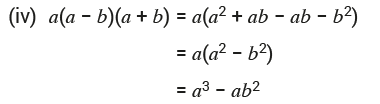 (iv) a(a − b)(a + b) = a(a² + ab − ab − b²)
= a(a² − b²)
= a³ − ab²